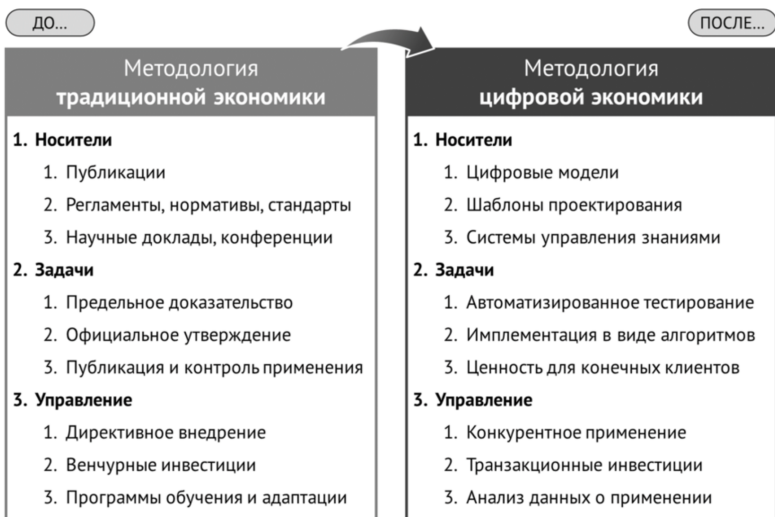 ДО...
ПОСЛЕ...
Методология
традиционной экономики
1. Носители
1. Публикации
2. Регламенты, нормативы, стандарты
3. Научные доклады, конференции
2. Задачи
1. Предельное доказательство
2. Официальное утверждение
3. Публикация и контроль применения
3. Управление
1. Директивное внедрение
2. Венчурные инвестиции
3. Программы обучения и адаптации
Методология
цифровой экономики
1. Носители
1. Цифровые модели
2. Шаблоны проектирования
3. Системы управления знаниями
2. Задачи
1. Автоматизированное тестирование
2. Имплементация в виде алгоритмов
3. Ценность для конечных клиентов
3. Управление
1. Конкурентное применение
2. Транзакционные инвестиции
3. Анализ данных о применении